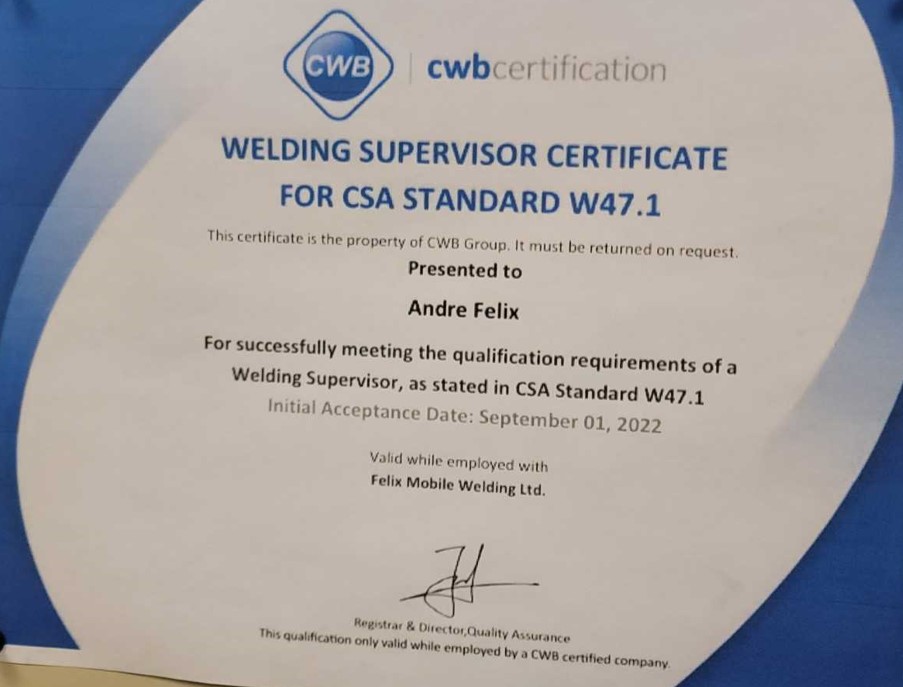 CWB
cwbcertification
WELDING SUPERVISOR CERTIFICATE
FOR CSA STANDARD W47.1
This certificate is the property of CWB Group. It must be returned on request.
Presented to
Andre Felix
For successfully meeting the qualification requirements of a
Welding Supervisor, as stated in CSA Standard W47.1
Initial Acceptance Date: September 01, 2022
Valid while employed with
Felix Mobile Welding Ltd.
Registrar & Director,Quality Assurance
This qualification only valid while employed by a CWB certified company.